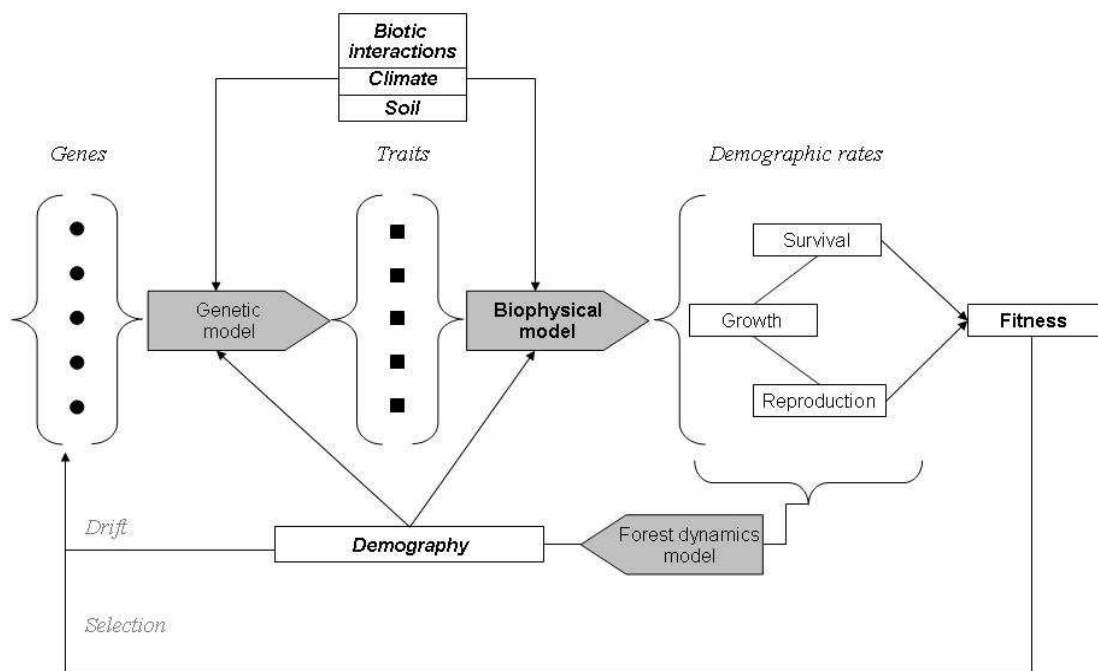 Biotic
interactions
Climate
Soil
Genes
Traits
Demographic rates
Survival
Genetic
model
Biophysical
model
Growth
Fitness
Reproduction
Drift
Demography
Forest dynamics
model
Selection